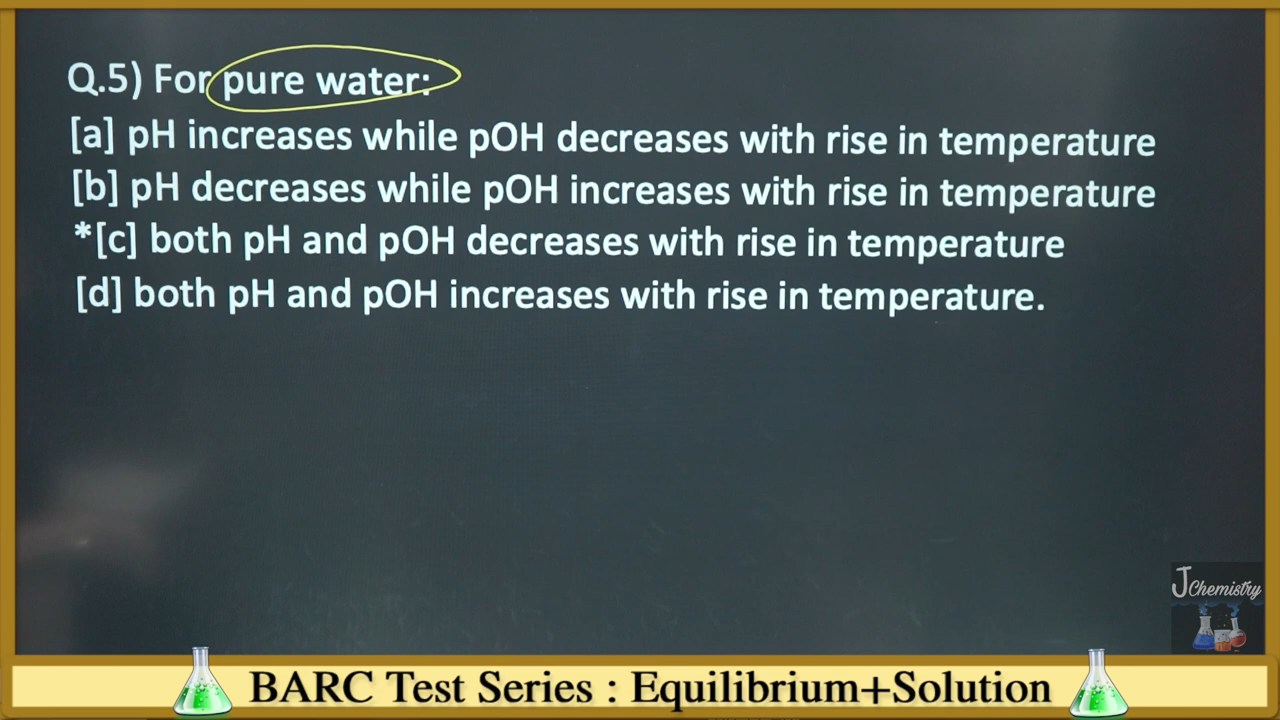 Q.5) For pure water:
[a] pH increases while pOH decreases with rise in temperature
[b] pH decreases while pOH increases with rise in temperature
*[c] both pH and pOH decreases with rise in temperature
[d] both pH and pOH increases with rise in temperature.
J Chemistry
BARC Test Series : Equilibrium+Solution